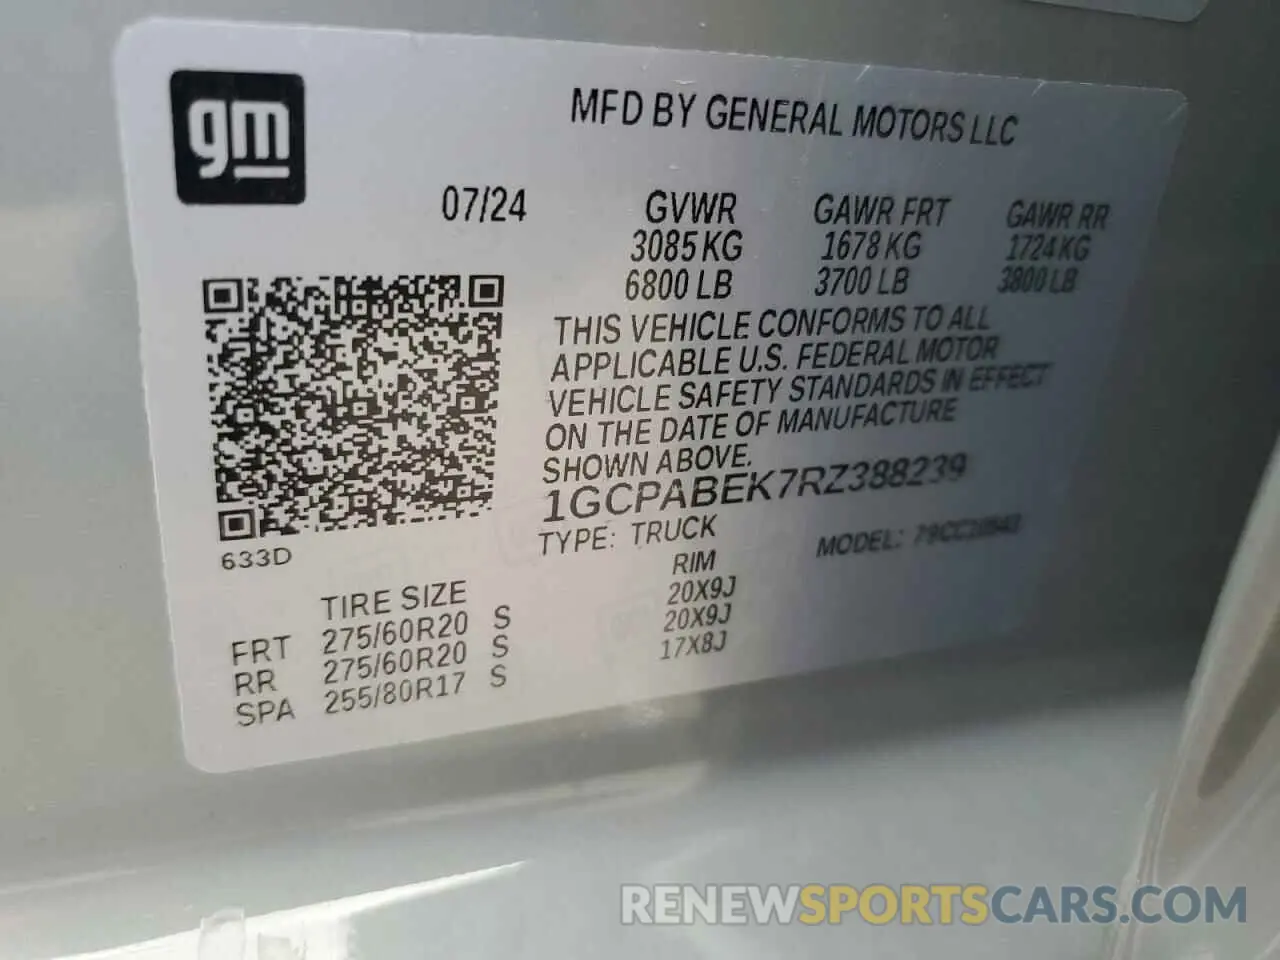 gm
MFD BY GENERAL MOTORS LLC
07/24 GVWR GAWR FRT GAWR RR
3085 KG 1678 KG 1724 KG
6800 LB 3700 LB 3800 LB
THIS VEHICLE CONFORMS TO ALL
APPLICABLE U.S. FEDERAL MOTOR
VEHICLE SAFETY STANDARDS IN EFFECT
ON THE DATE OF MANUFACTURE
SHOWN ABOVE.
1GCPABEK7RZ388239
633D
TYPE: TRUCK MODEL:
TIRE SIZE RIM
FRT 275/60R20 S 20X9J
RR 275/60R20 S 20X9J
SPA 255/80R17 S 17X8J
RENEWSPORTSCARS.COM